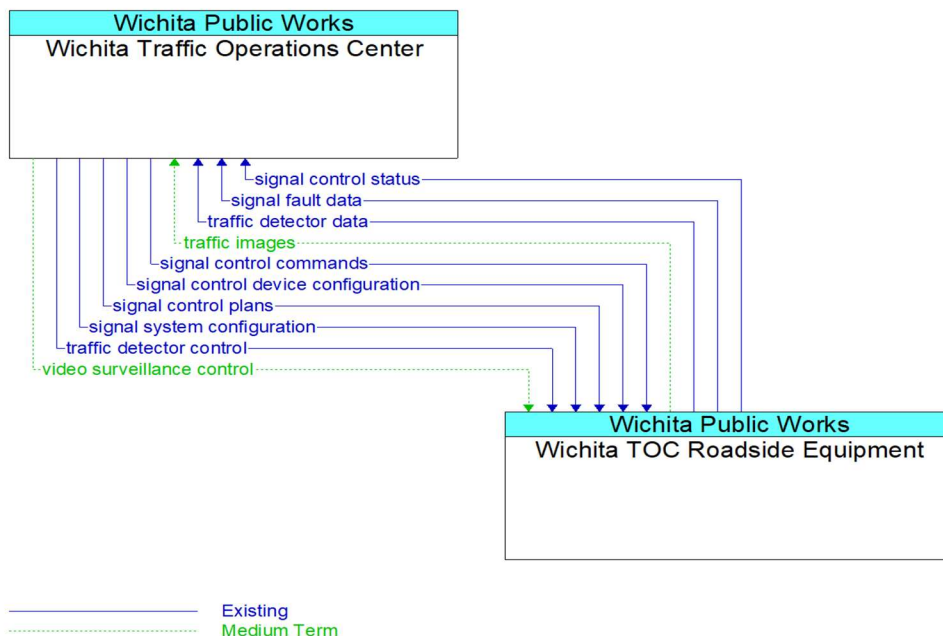 Wichita Public Works
Wichita Traffic Operations Center
signal control status
signal fault data
traffic detector data
traffic images
signal control commands
signal control device configuration
signal control plans
signal system configuration
traffic detector control
video surveillance control
Wichita Public Works
Wichita TOC Roadside Equipment
Existing
Medium Term